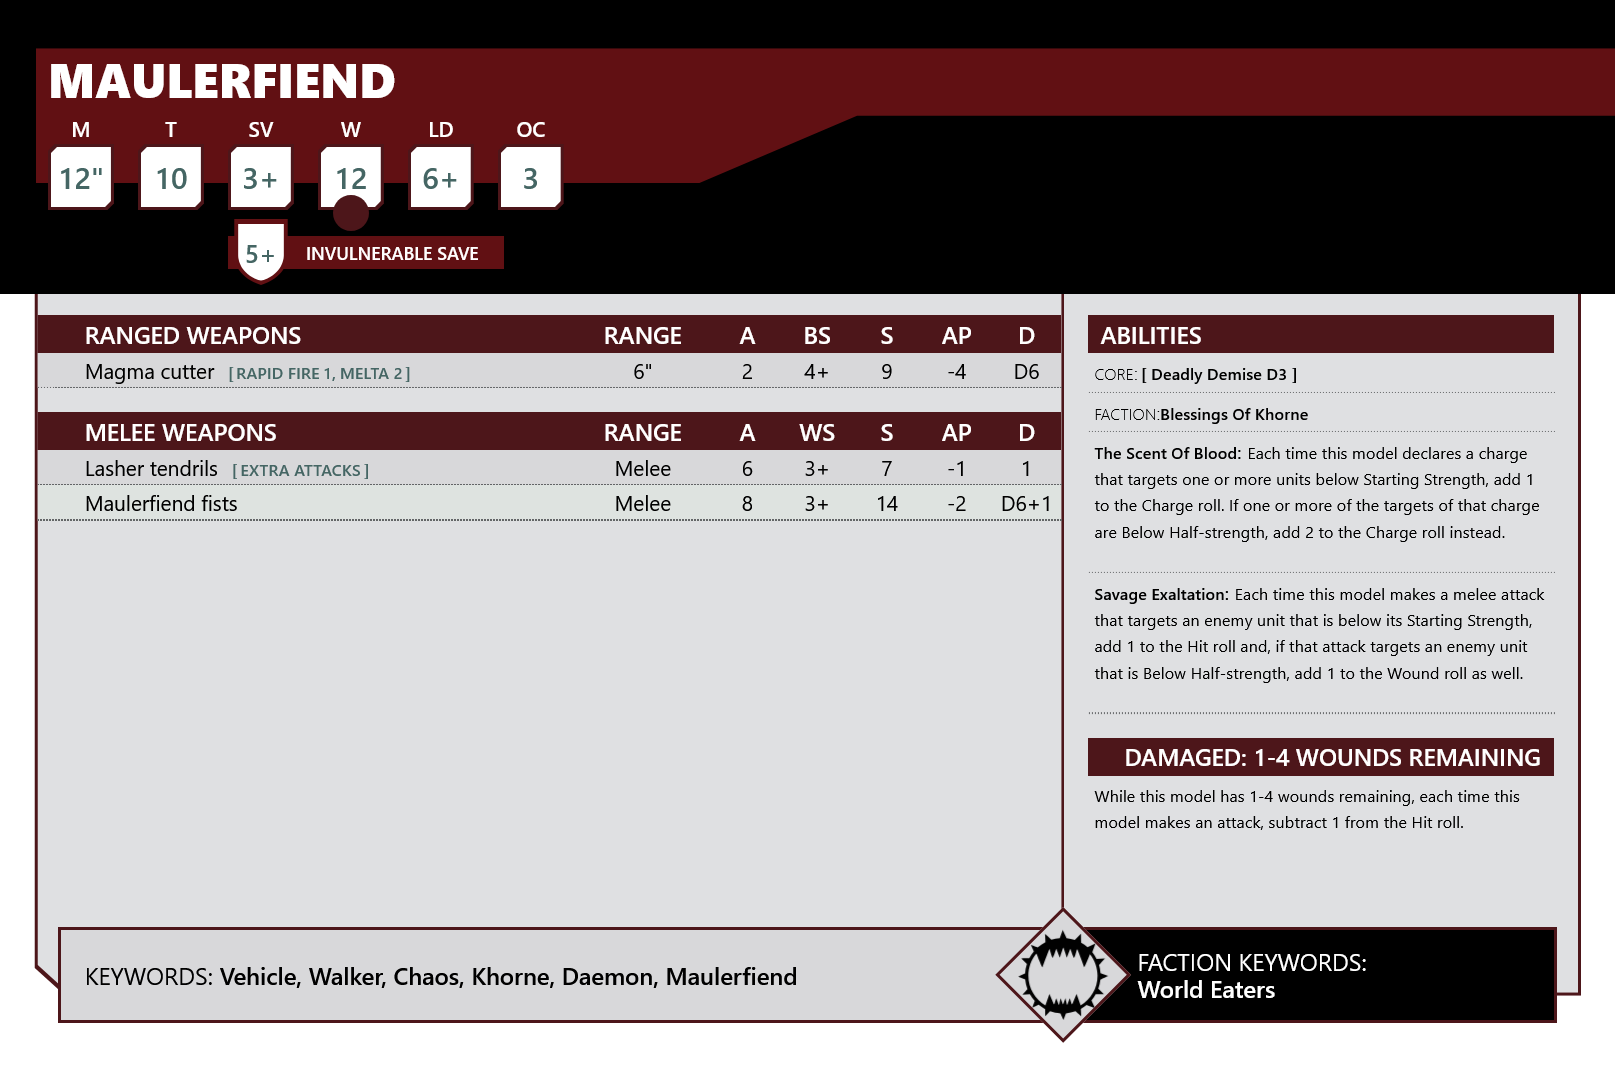 MAULERFIEND
M T SV W LD OC
12" 10 3+ 12 6+ 3
5+ INVULNERABLE SAVE
RANGED WEAPONS RANGE A BS S AP D
Magma cutter [ RAPID FIRE 1, MELTA 2 ] 6" 2 4+ 9 -4 D6
MELEE WEAPONS RANGE A WS S AP D
Lasher tendrils [ EXTRA ATTACKS ] Melee 6 3+ 7 -1 1
Maulerfiend fists Melee 8 3+ 14 -2 D6+1
ABILITIES
CORE: [ Deadly Demise D3 ]
FACTION:Blessings Of Khorne
The Scent Of Blood: Each time this model declares a charge
that targets one or more units below Starting Strength, add 1
to the Charge roll. If one or more of the targets of that charge
are Below Half-strength, add 2 to the Charge roll instead.
Savage Exaltation: Each time this model makes a melee attack
that targets an enemy unit that is below its Starting Strength,
add 1 to the Hit roll and, if that attack targets an enemy unit
that is Below Half-strength, add 1 to the Wound roll as well.
DAMAGED: 1-4 WOUNDS REMAINING
While this model has 1-4 wounds remaining, each time this
model makes an attack, subtract 1 from the Hit roll.
KEYWORDS: Vehicle, Walker, Chaos, Khorne, Daemon, Maulerfiend
FACTION KEYWORDS:
World Eaters